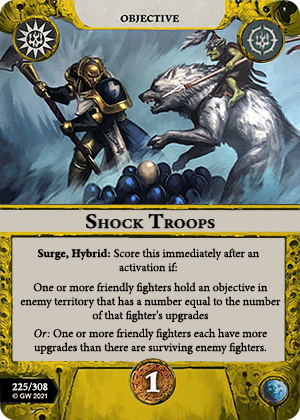 OBJECTIVE
SHOCK TROOPS
Surge, Hybrid: Score this immediately after an
activation if:
One or more friendly fighters hold an objective in
enemy territory that has a number equal to the number
of that fighter's upgrades
Or: One or more friendly fighters each have more
upgrades than there are surviving enemy fighters.
225/308
© GW 2021
1